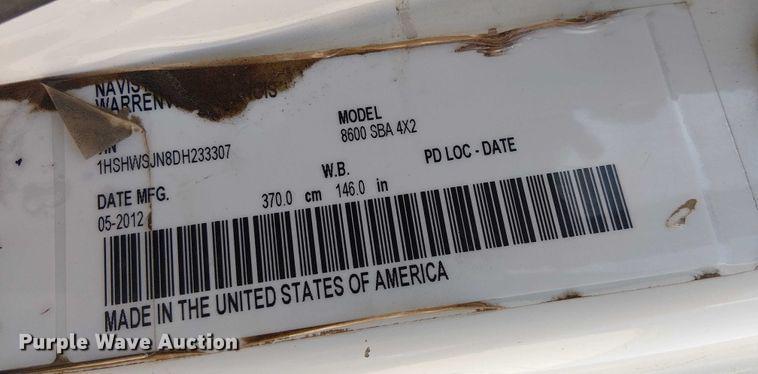 MODEL
8600 SBA 4X2
1HSHWSJN8DH233307
W.B.
PD LOC - DATE
DATE MFG.
370.0 cm 146.0 in
05-2012
MADE IN THE UNITED STATES OF AMERICA
Purple Wave Auction